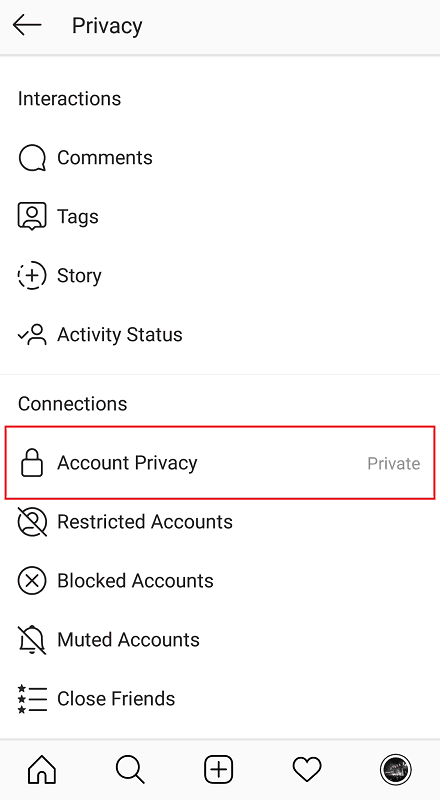 Privacy
Interactions
Comments
Tags
Story
Activity Status
Connections
Account Privacy Private
Restricted Accounts
Blocked Accounts
Muted Accounts
Close Friends